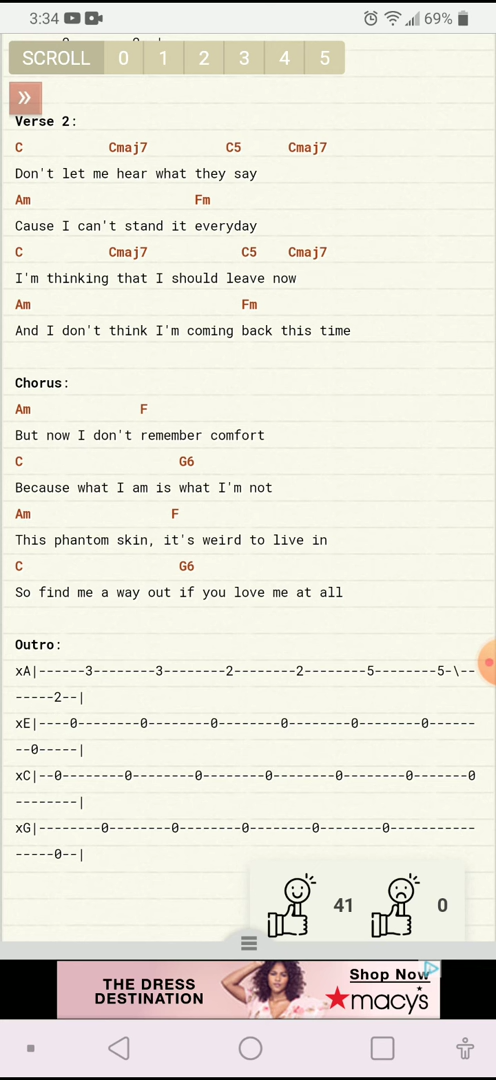 3:34
69%
SCROLL 0 1 2 3 4 5
»
Verse 2:
C Cmaj7 C5 Cmaj7
Don't let me hear what they say
Am Fm
Cause I can't stand it everyday
C Cmaj7 C5 Cmaj7
I'm thinking that I should leave now
Am Fm
And I don't think I'm coming back this time
Chorus:
Am F
But now I don't remember comfort
C G6
Because what I am is what I'm not
Am F
This phantom skin, it's weird to live in
C G6
So find me a way out if you love me at all
Outro:
xA|------3--------3--------2--------2--------5--------5-\--
-----2--|
xE|----0--------0--------0--------0--------0--------0------
--0-----|
xC|--0--------0--------0--------0--------0--------0-------0
--------|
xG|--------0--------0--------0--------0--------0-----------
-----0--|
41 0
THE DRESS
DESTINATION
Shop Now
★macy's